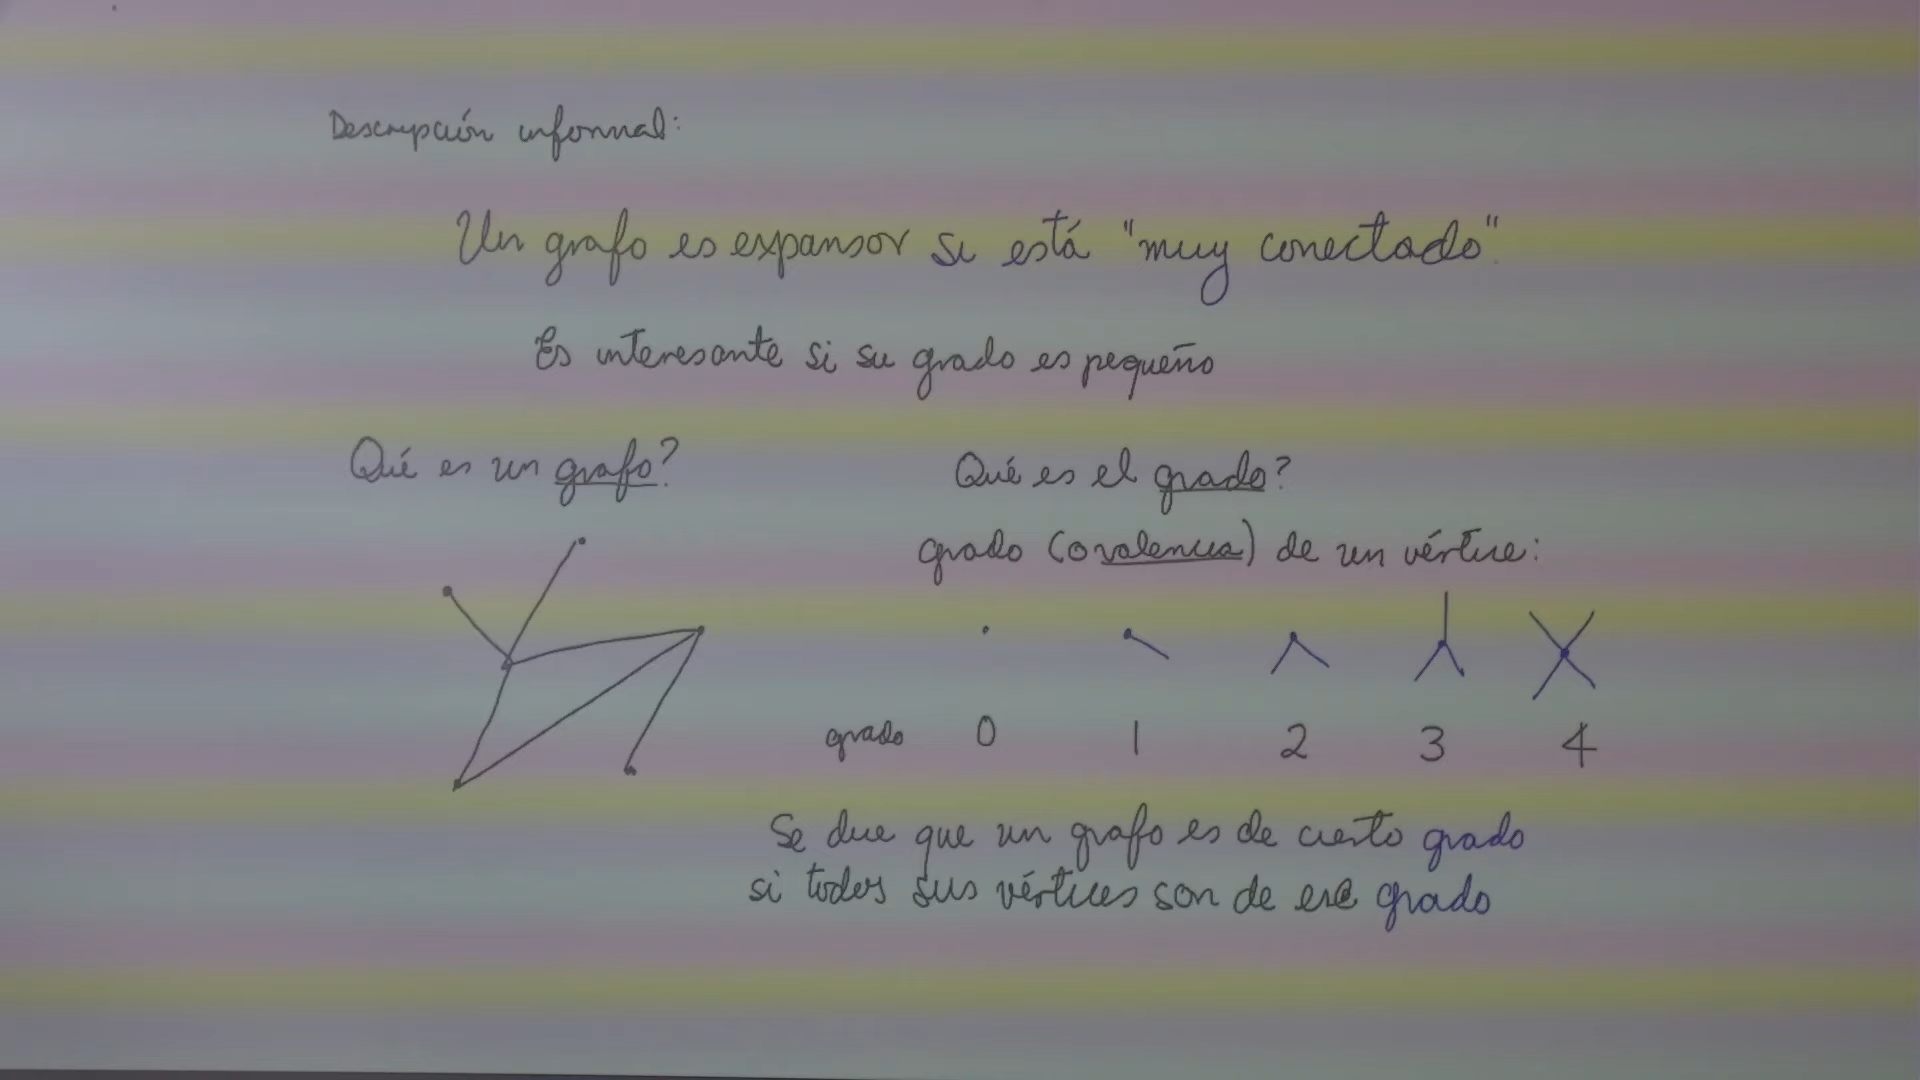 Descripción informal:
Un grafo es expansor si está "muy conectado".
Es interesante si su grado es pequeño
Qué es un grafo?
Qué es el grado?
grado (o valencia) de un vértice:
grado 0 1 2 3 4
Se dice que un grafo es de cierto grado
si todos sus vértices son de ese grado